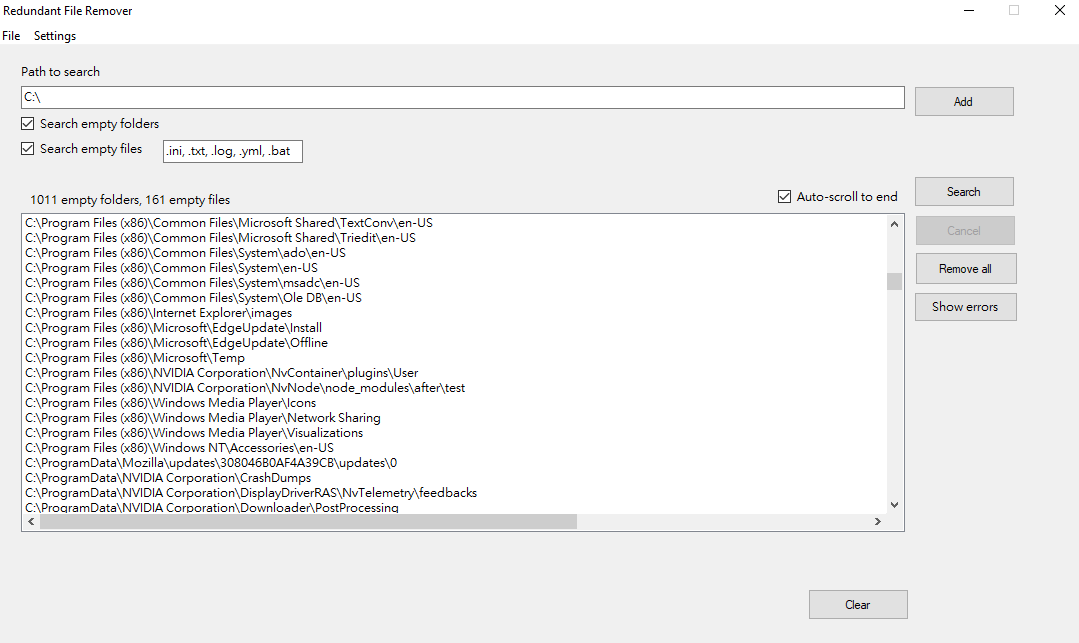 Redundant File Remover
File Settings
Path to search
C:\
Add
Search empty folders
Search empty files
.ini, .txt, .log, .yml, .bat
1011 empty folders, 161 empty files
Auto-scroll to end
Search
Cancel
Remove all
Show errors
C:\Program Files (x86)\Common Files\Microsoft Shared\TextConv\en-US
C:\Program Files (x86)\Common Files\Microsoft Shared\Triedit\en-US
C:\Program Files (x86)\Common Files\System\ado\en-US
C:\Program Files (x86)\Common Files\System\en-US
C:\Program Files (x86)\Common Files\System\msadc\en-US
C:\Program Files (x86)\Common Files\System\Ole DB\en-US
C:\Program Files (x86)\Internet Explorer\images
C:\Program Files (x86)\Microsoft\EdgeUpdate\Install
C:\Program Files (x86)\Microsoft\EdgeUpdate\Offline
C:\Program Files (x86)\Microsoft\Temp
C:\Program Files (x86)\NVIDIA Corporation\NvContainer\plugins\User
C:\Program Files (x86)\NVIDIA Corporation\NvNode\node_modules\after\test
C:\Program Files (x86)\Windows Media Player\Icons
C:\Program Files (x86)\Windows Media Player\Network Sharing
C:\Program Files (x86)\Windows Media Player\Visualizations
C:\Program Files (x86)\Windows NT\Accessories\en-US
C:\ProgramData\Mozilla\updates\308046B0AF4A39CB\updates\0
C:\ProgramData\NVIDIA Corporation\CrashDumps
C:\ProgramData\NVIDIA Corporation\DisplayDriverRAS\NvTelemetry\feedbacks
C:\ProgramData\NVIDIA Corporation\Downloader\PostProcessing
Clear